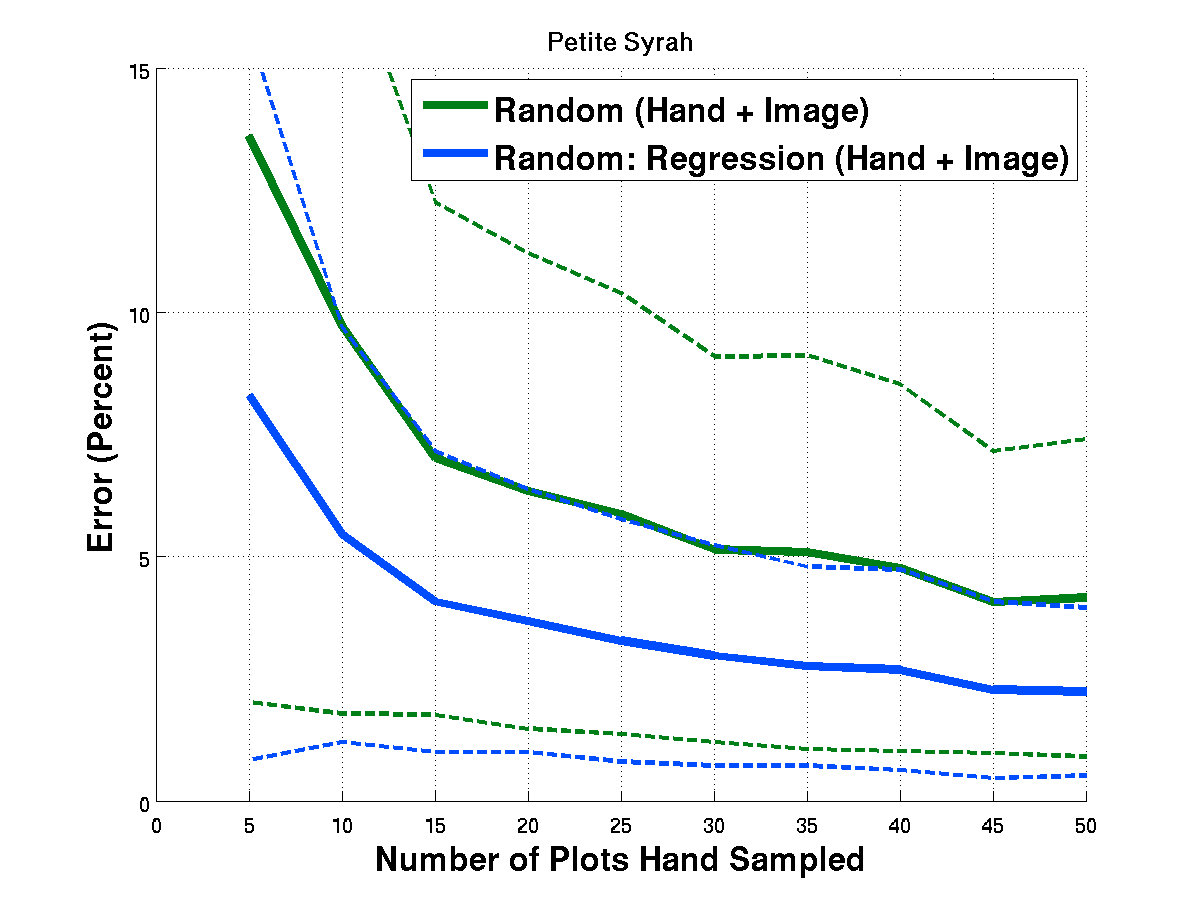 Petite Syrah
Random (Hand + Image)
Random: Regression (Hand + Image)
15
10
5
0
Error (Percent)
0 5 10 15 20 25 30 35 40 45 50
Number of Plots Hand Sampled